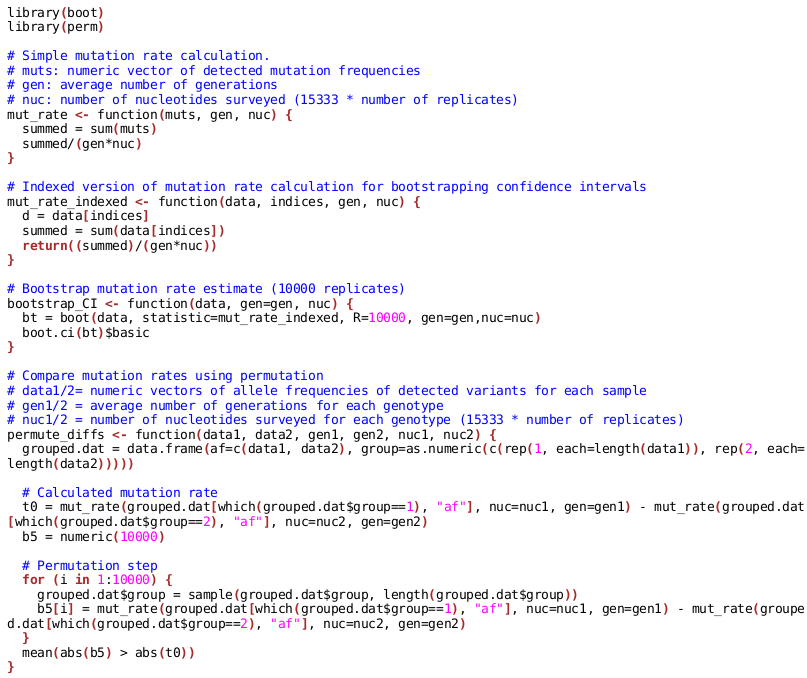 library(boot)
library(perm)

# Simple mutation rate calculation.
# muts: numeric vector of detected mutation frequencies
# gen: average number of generations
# nuc: number of nucleotides surveyed (15333 * number of replicates)
mut_rate <- function(muts, gen, nuc) {
  summed = sum(muts)
  summed/(gen*nuc)
}

# Indexed version of mutation rate calculation for bootstrapping confidence intervals
mut_rate_indexed <- function(data, indices, gen, nuc) {
  d = data[indices]
  summed = sum(data[indices])
  return((summed)/(gen*nuc))
}

# Bootstrap mutation rate estimate (10000 replicates)
bootstrap_CI <- function(data, gen=gen, nuc) {
  bt = boot(data, statistic=mut_rate_indexed, R=10000, gen=gen,nuc=nuc)
  boot.ci(bt)$basic
}

# Compare mutation rates using permutation
# data1/2= numeric vectors of allele frequencies of detected variants for each sample
# gen1/2 = average number of generations for each genotype
# nuc1/2 = number of nucleotides surveyed for each genotype (15333 * number of replicates)
permute_diffs <- function(data1, data2, gen1, gen2, nuc1, nuc2) {
  grouped.dat = data.frame(af=c(data1, data2), group=as.numeric(c(rep(1, each=length(data1)), rep(2, each=
length(data2)))))

  # Calculated mutation rate
  t0 = mut_rate(grouped.dat[which(grouped.dat$group==1), "af"], nuc=nuc1, gen=gen1) - mut_rate(grouped.dat
[which(grouped.dat$group==2), "af"], nuc=nuc2, gen=gen2)
  b5 = numeric(10000)

  # Permutation step
  for (i in 1:10000) {
    grouped.dat$group = sample(grouped.dat$group, length(grouped.dat$group))
    b5[i] = mut_rate(grouped.dat[which(grouped.dat$group==1), "af"], nuc=nuc1, gen=gen1) - mut_rate(groupe
d.dat[which(grouped.dat$group==2), "af"], nuc=nuc2, gen=gen2)
  }
  mean(abs(b5) > abs(t0))
}